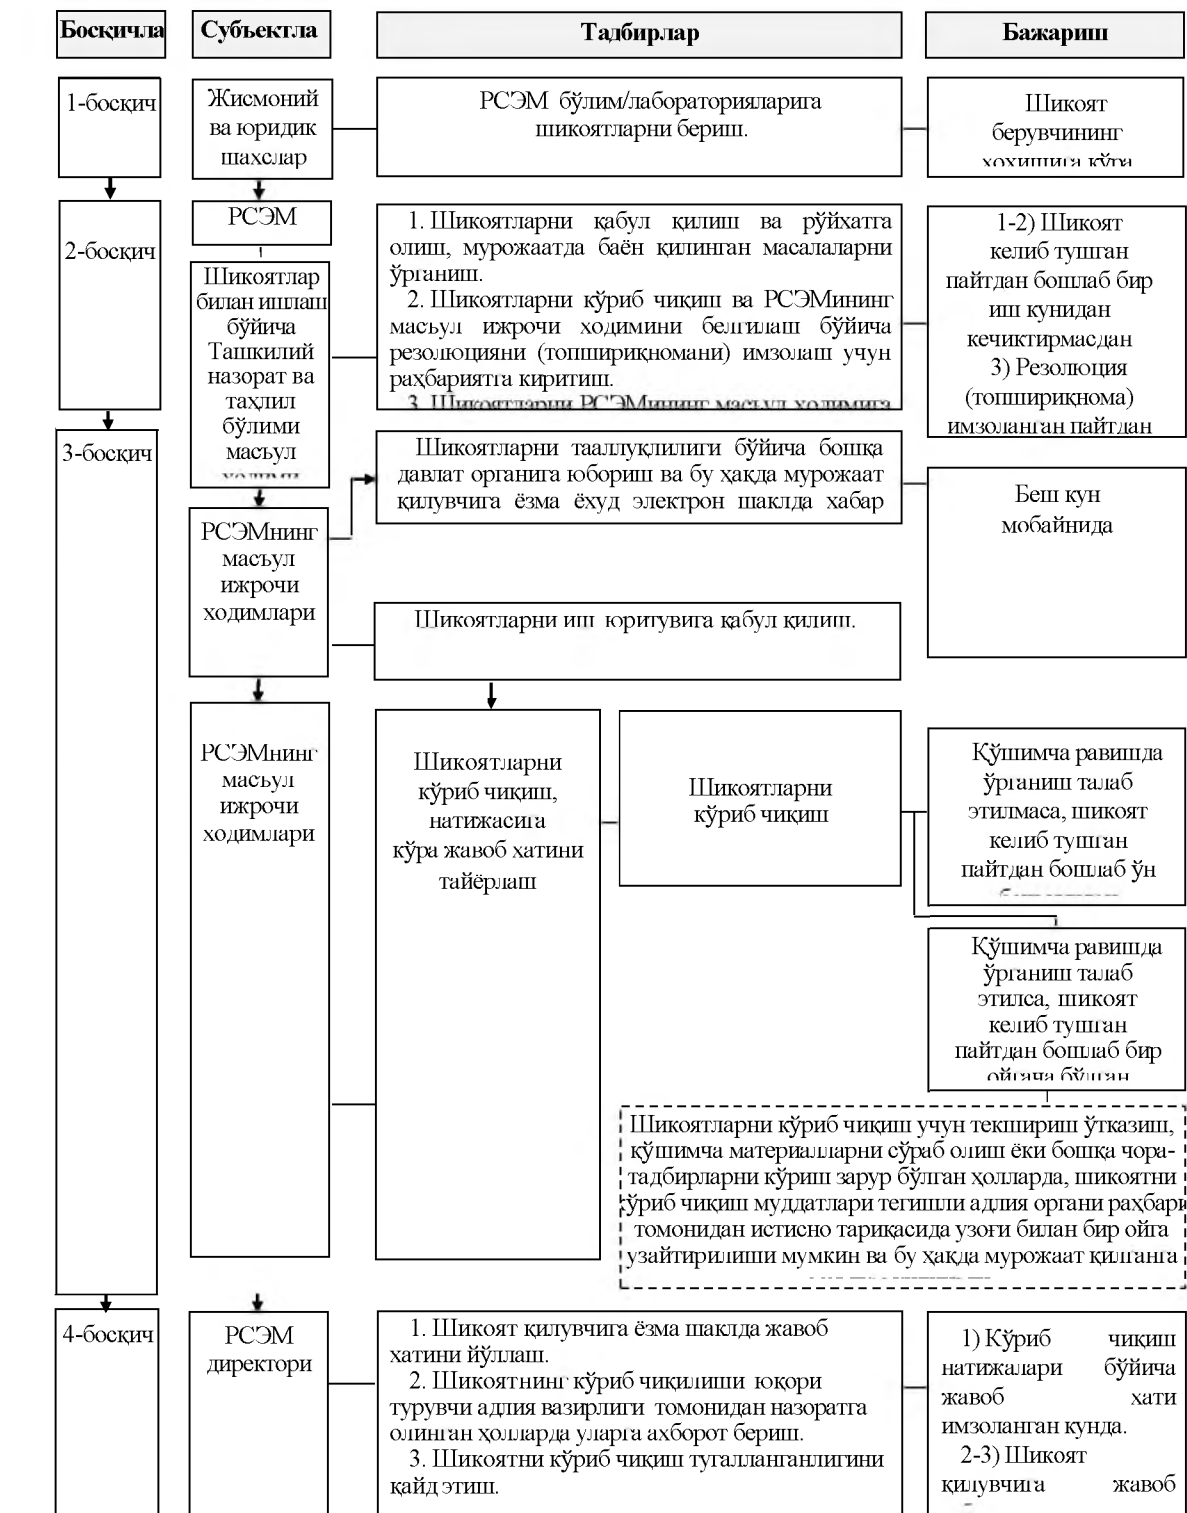 Босқичла
Субъектла
Тадбирлар
Бажариш
1-босқич
Жисмоний
ва юридик
шахслар
РСЭМ бўлим/лабораторияларига
шикоятларни бериш.
Шикоят
берувчининг
хоҳишига кўра
2-босқич
РСЭМ
Шикоятлар
билан ишлаш
бўйича
Ташкилий
назорат ва
таҳлил
бўлими
масъул
1. Шикоятларни қабул қилиш ва рўйхатга
олиш, мурожаатда баён қилинган масалаларни
ўрганиш.
2. Шикоятларни кўриб чиқиш ва РСЭМининг
масъул ижрочи ходимини белгилаш бўйича
резолюцияни (топшириқномани) имзолаш учун
раҳбариятга киритиш.
3. Шикоятларни РСЭМининг масъул ходимига
1-2) Шикоят
келиб тушган
пайтдан бошлаб бир
иш кунидан
кечиктирмасдан
3) Резолюция
(топшириқнома)
имзоланган пайтдан
3-босқич
Шикоятларни тааллуқлилиги бўйича бошқа
давлат органига юбориш ва бу ҳақда мурожаат
қилувчига ёзма ёхуд электрон шаклда хабар
Беш кун
мобайнида
РСЭМнинг
масъул
ижрочи
ходимлари
Шикоятларни иш юритувига қабул қилиш.
РСЭМнинг
масъул
ижрочи
ходимлари
Шикоятларни
кўриб чиқиш,
натижасига
кўра жавоб хатини
тайёрлаш
Шикоятларни
кўриб чиқиш
Қўшимча равишда
ўрганиш талаб
этилмаса, шикоят
келиб тушган
пайтдан бошлаб ўн
Қўшимча равишда
ўрганиш талаб
этилса, шикоят
келиб тушган
пайтдан бошлаб бир
ойгача бўлган
Шикоятларни кўриб чиқиш учун текшириш ўтказиш,
қўшимча материалларни сўраб олиш ёки бошқа чора-
тадбирларни кўриш зарур бўлган ҳолларда, шикоятни
кўриб чиқиш муддатлари тегишли адлия органи раҳбари
томонидан истисно тариқасида узоғи билан бир ойга
узайтирилиши мумкин ва бу ҳақда мурожаат қилганга
4-босқич
РСЭМ
директори
1. Шикоят қилувчига ёзма шаклда жавоб
хатини йўллаш.
2. Шикоятнинг кўриб чиқилиши юқори
турувчи адлия вазирлиги томонидан назоратга
олинган ҳолларда уларга ахборот бериш.
3. Шикоятни кўриб чиқиш тугалланганлигини
қайд этиш.
1) Кўриб чиқиш
натижалари бўйича
жавоб хати
имзоланган кунда.
2-3) Шикоят
қилувчига жавоб